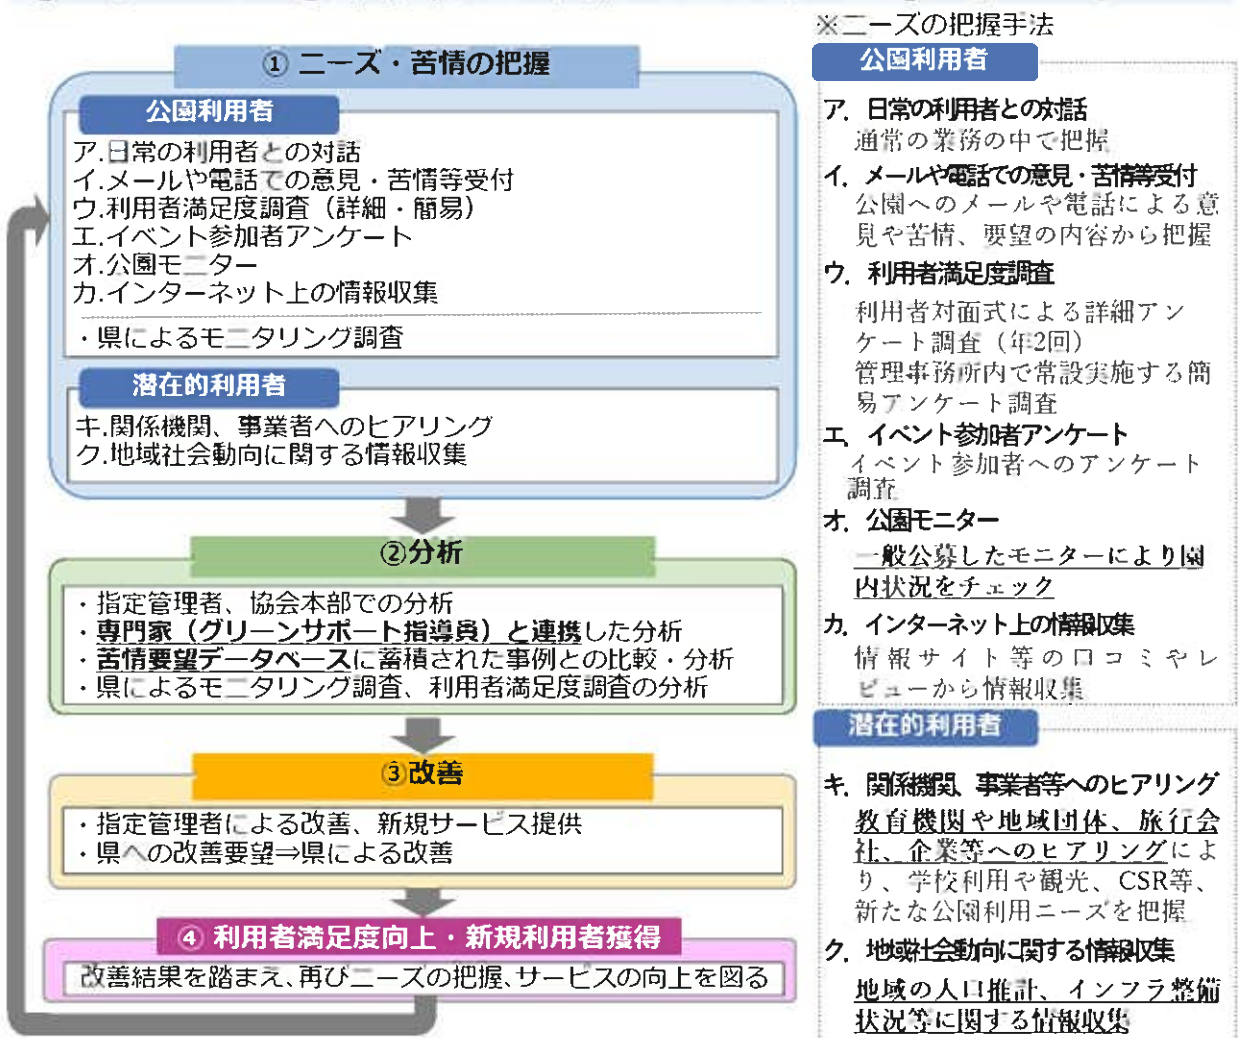 ① ニーズ・苦情の把握
公園利用者
ア.日常の利用者との対話
イ.メールや電話での意見・苦情等受付
ウ.利用者満足度調査（詳細・簡易）
エ.イベント参加者アンケート
オ.公園モニター
カ.インターネット上の情報収集
・県によるモニタリング調査
潜在的利用者
キ.関係機関、事業者へのヒアリング
ク.地域社会動向に関する情報収集
②分析
・指定管理者、協会本部での分析
・専門家（グリーンサポート指導員）と連携した分析
・苦情要望データベースに蓄積された事例との比較・分析
・県によるモニタリング調査、利用者満足度調査の分析
③改善
・指定管理者による改善、新規サービス提供
・県への改善要望⇒県による改善
④ 利用者満足度向上・新規利用者獲得
改善結果を踏まえ、再びニーズの把握、サービスの向上を図る
※ニーズの把握手法
公園利用者
ア．日常の利用者との対話
通常の業務の中で把握
イ．メールや電話での意見・苦情等受付
公園へのメールや電話による意
見や苦情、要望の内容から把握
ウ．利用者満足度調査
利用者対面式による詳細アン
ケート調査（年2回）
管理事務所内で常設実施する簡
易アンケート調査
エ．イベント参加者アンケート
イベント参加者へのアンケート
調査
オ．公園モニター
一般公募したモニターにより園
内状況をチェック
カ．インターネット上の情報収集
情報サイト等の口コミやレ
ビューから情報収集
潜在的利用者
キ．関係機関、事業者等へのヒアリング
教育機関や地域団体、旅行会
社、企業等へのヒアリングによ
り、学校利用や観光、CSR等、
新たな公園利用ニーズを把握
ク．地域社会動向に関する情報収集
地域の人口推計、インフラ整備
状況等に関する情報収集